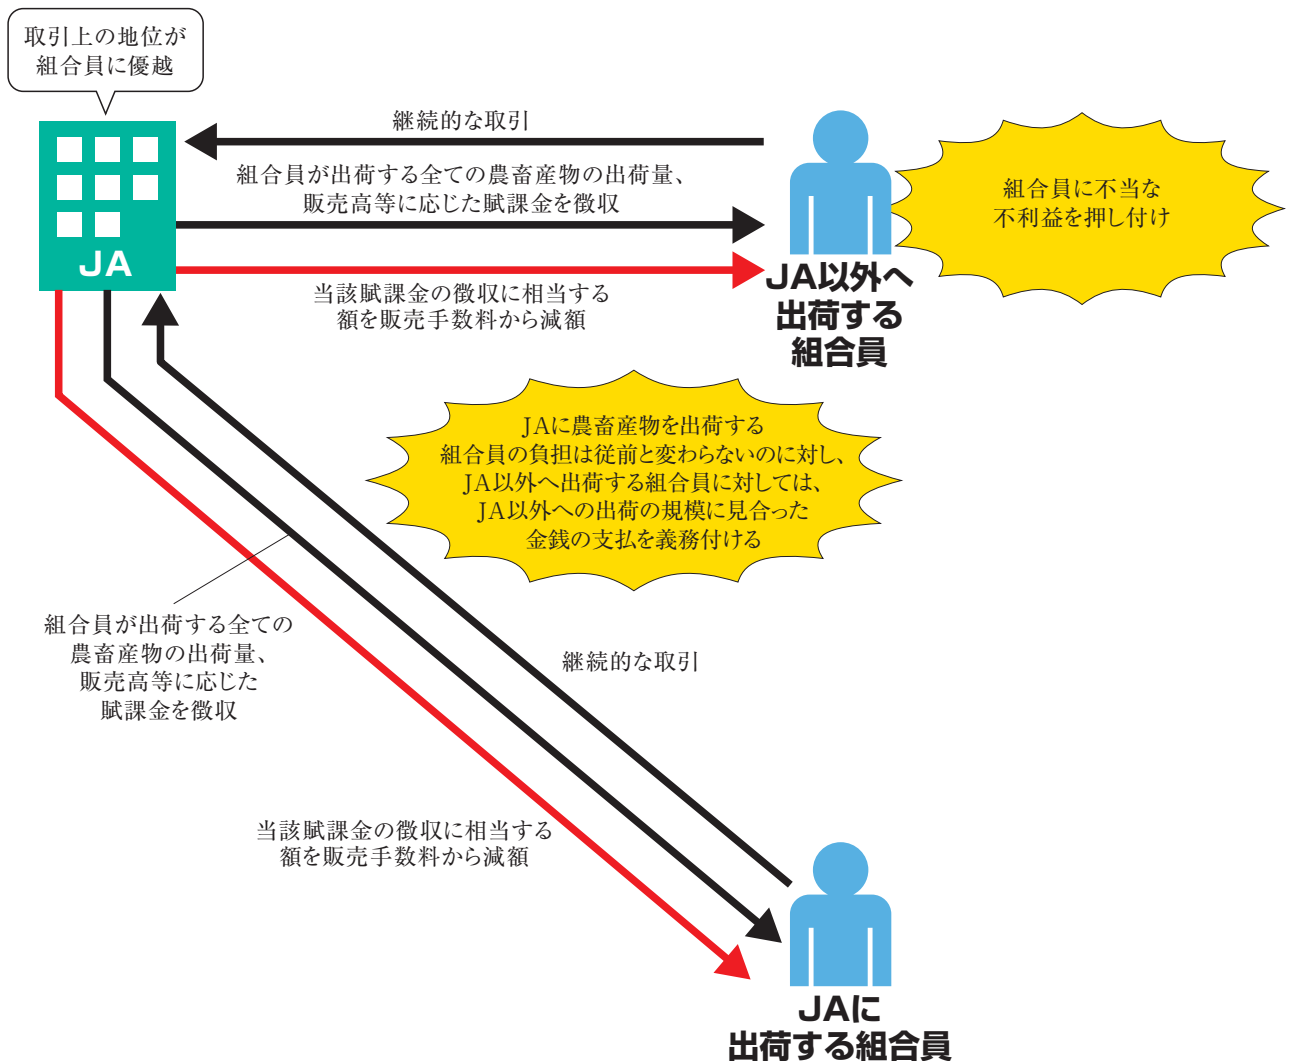 取引上の地位が
組合員に優越
JA
継続的な取引
組合員が出荷する全ての農畜産物の出荷量、
販売高等に応じた賦課金を徴収
当該賦課金の徴収に相当する
額を販売手数料から減額
JA以外へ
出荷する
組合員
組合員に不当な
不利益を押し付け
JAに農畜産物を出荷する
組合員の負担は従前と変わらないのに対し、
JA以外へ出荷する組合員に対しては、
JA以外への出荷の規模に見合った
金銭の支払を義務付ける
組合員が出荷する全ての
農畜産物の出荷量、
販売高等に応じた
賦課金を徴収
継続的な取引
当該賦課金の徴収に相当する
額を販売手数料から減額
JAに
出荷する組合員